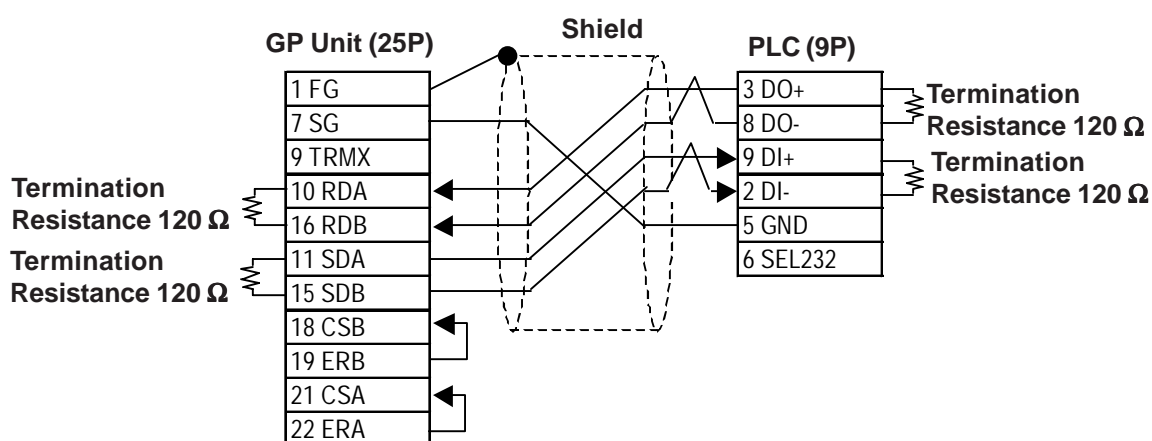 Shield
GP Unit (25P)
PLC (9P)
1 FG
7 SG
9 TRMX
10 RDA
16 RDB
11 SDA
15 SDB
18 CSB
19 ERB
21 CSA
22 ERA
Termination
Resistance 120 Ω
Termination
Resistance 120 Ω
3 DO+
8 DO-
9 DI+
2 DI-
5 GND
6 SEL232
Termination
Resistance 120 Ω
Termination
Resistance 120 Ω